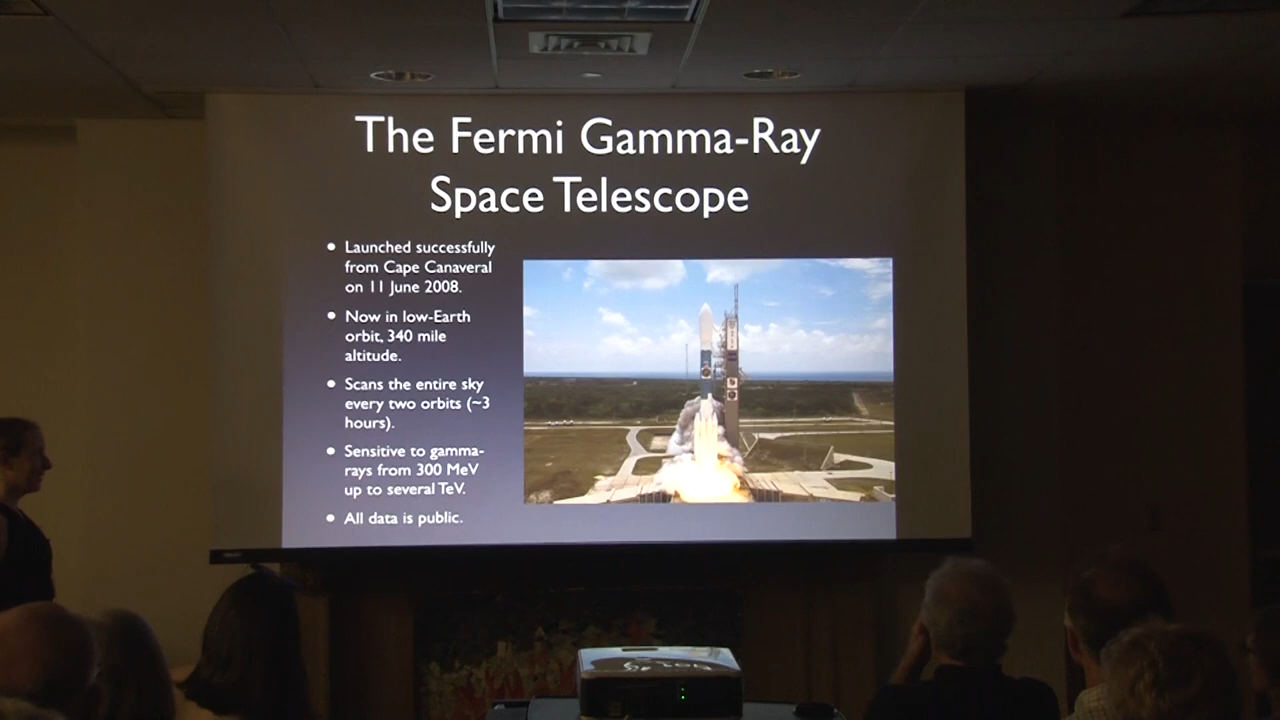 The Fermi Gamma-Ray
Space Telescope
• Launched successfully
from Cape Canaveral
on 11 June 2008.
• Now in low-Earth
orbit, 340 mile
altitude.
• Scans the entire sky
every two orbits (~3
hours).
• Sensitive to gamma-
rays from 300 MeV
up to several TeV.
• All data is public.